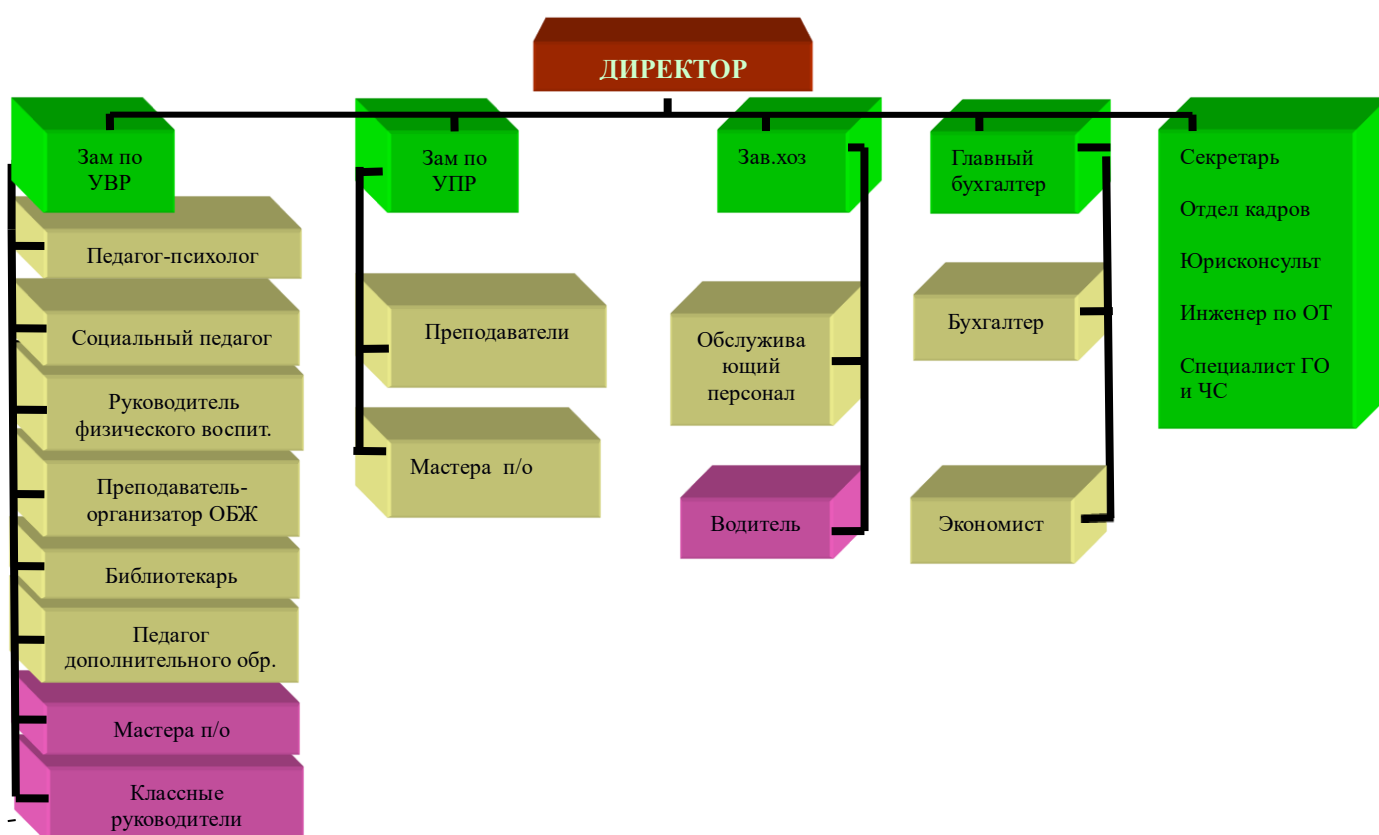 ДИРЕКТОР
Зам по
УВР
Зам по
УПР
Зав.хоз
Главный
бухгалтер
Секретарь
Отдел кадров
Юрисконсульт
Инженер по ОТ
Специалист ГО
и ЧС
Педагог-психолог
Социальный педагог
Руководитель
физического воспит.
Преподаватель-
организатор ОБЖ
Библиотекарь
Педагог
дополнительного обр.
Мастера п/о
Классные
руководители
Преподаватели
Мастера п/о
Обслужива
ющий
персонал
Водитель
Бухгалтер
Экономист